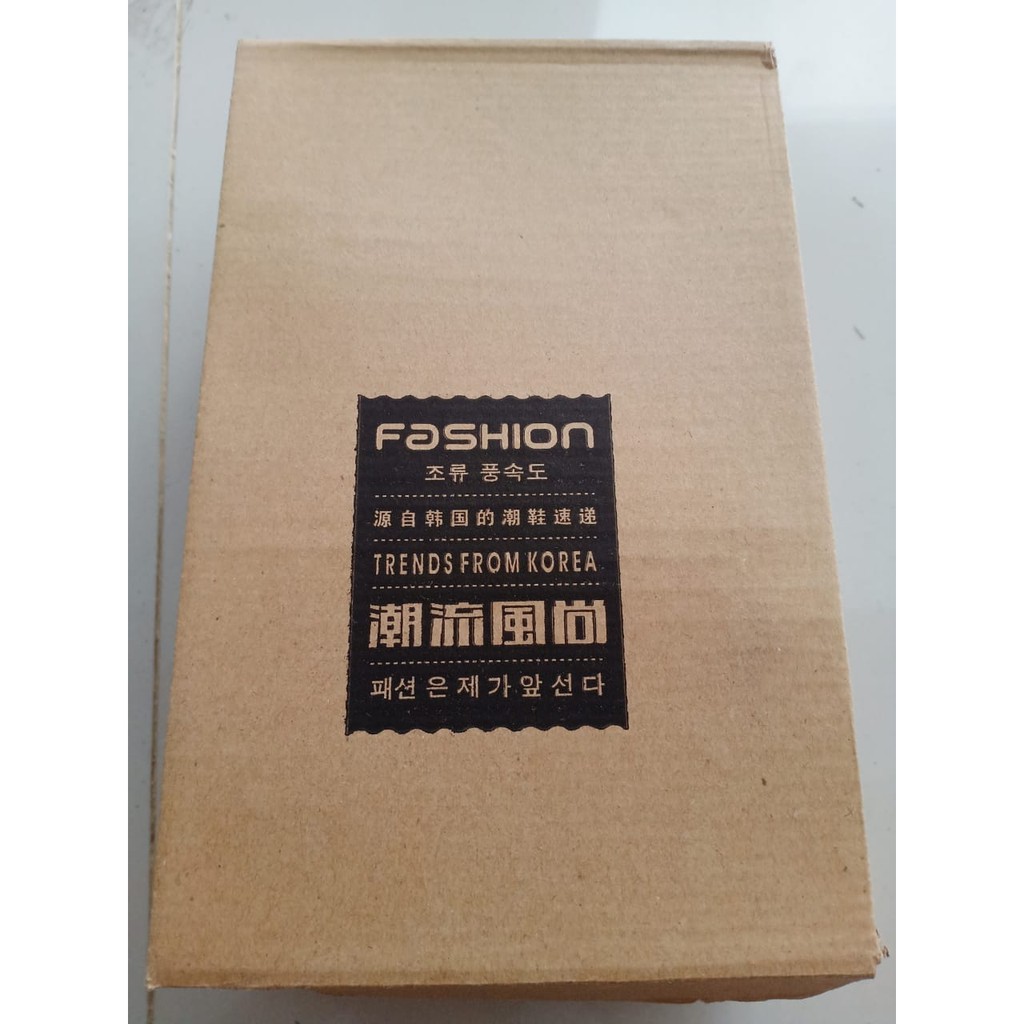 FaSHION
조류 풍속도
源自韩国的潮鞋速递
TRENDS FROM KOREA
潮流風尚
패션은제가앞선다